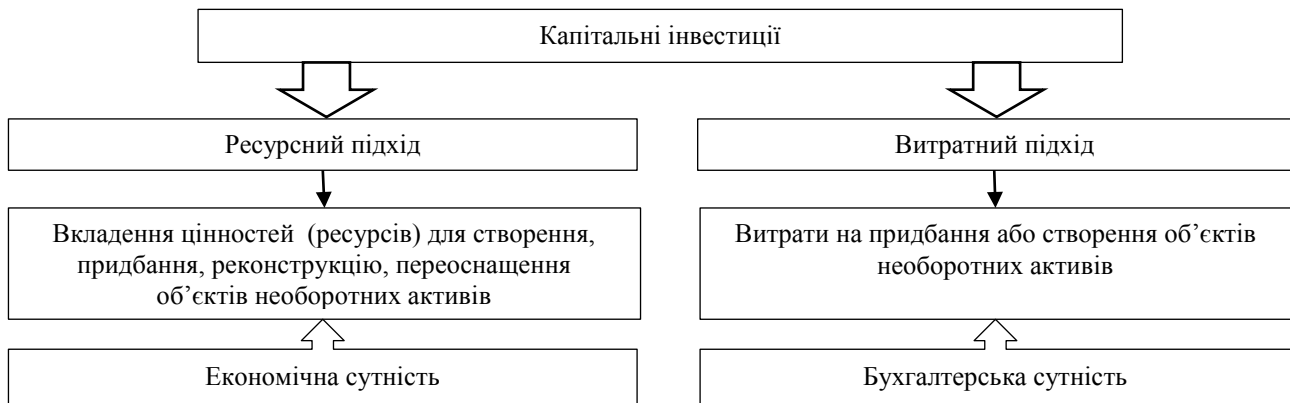 Капітальні інвестиції
Ресурсний підхід
Витратний підхід
Вкладення цінностей (ресурсів) для створення,
придбання, реконструкцію, переоснащення
об’єктів необоротних активів
Витрати на придбання або створення об’єктів
необоротних активів
Економічна сутність
Бухгалтерська сутність